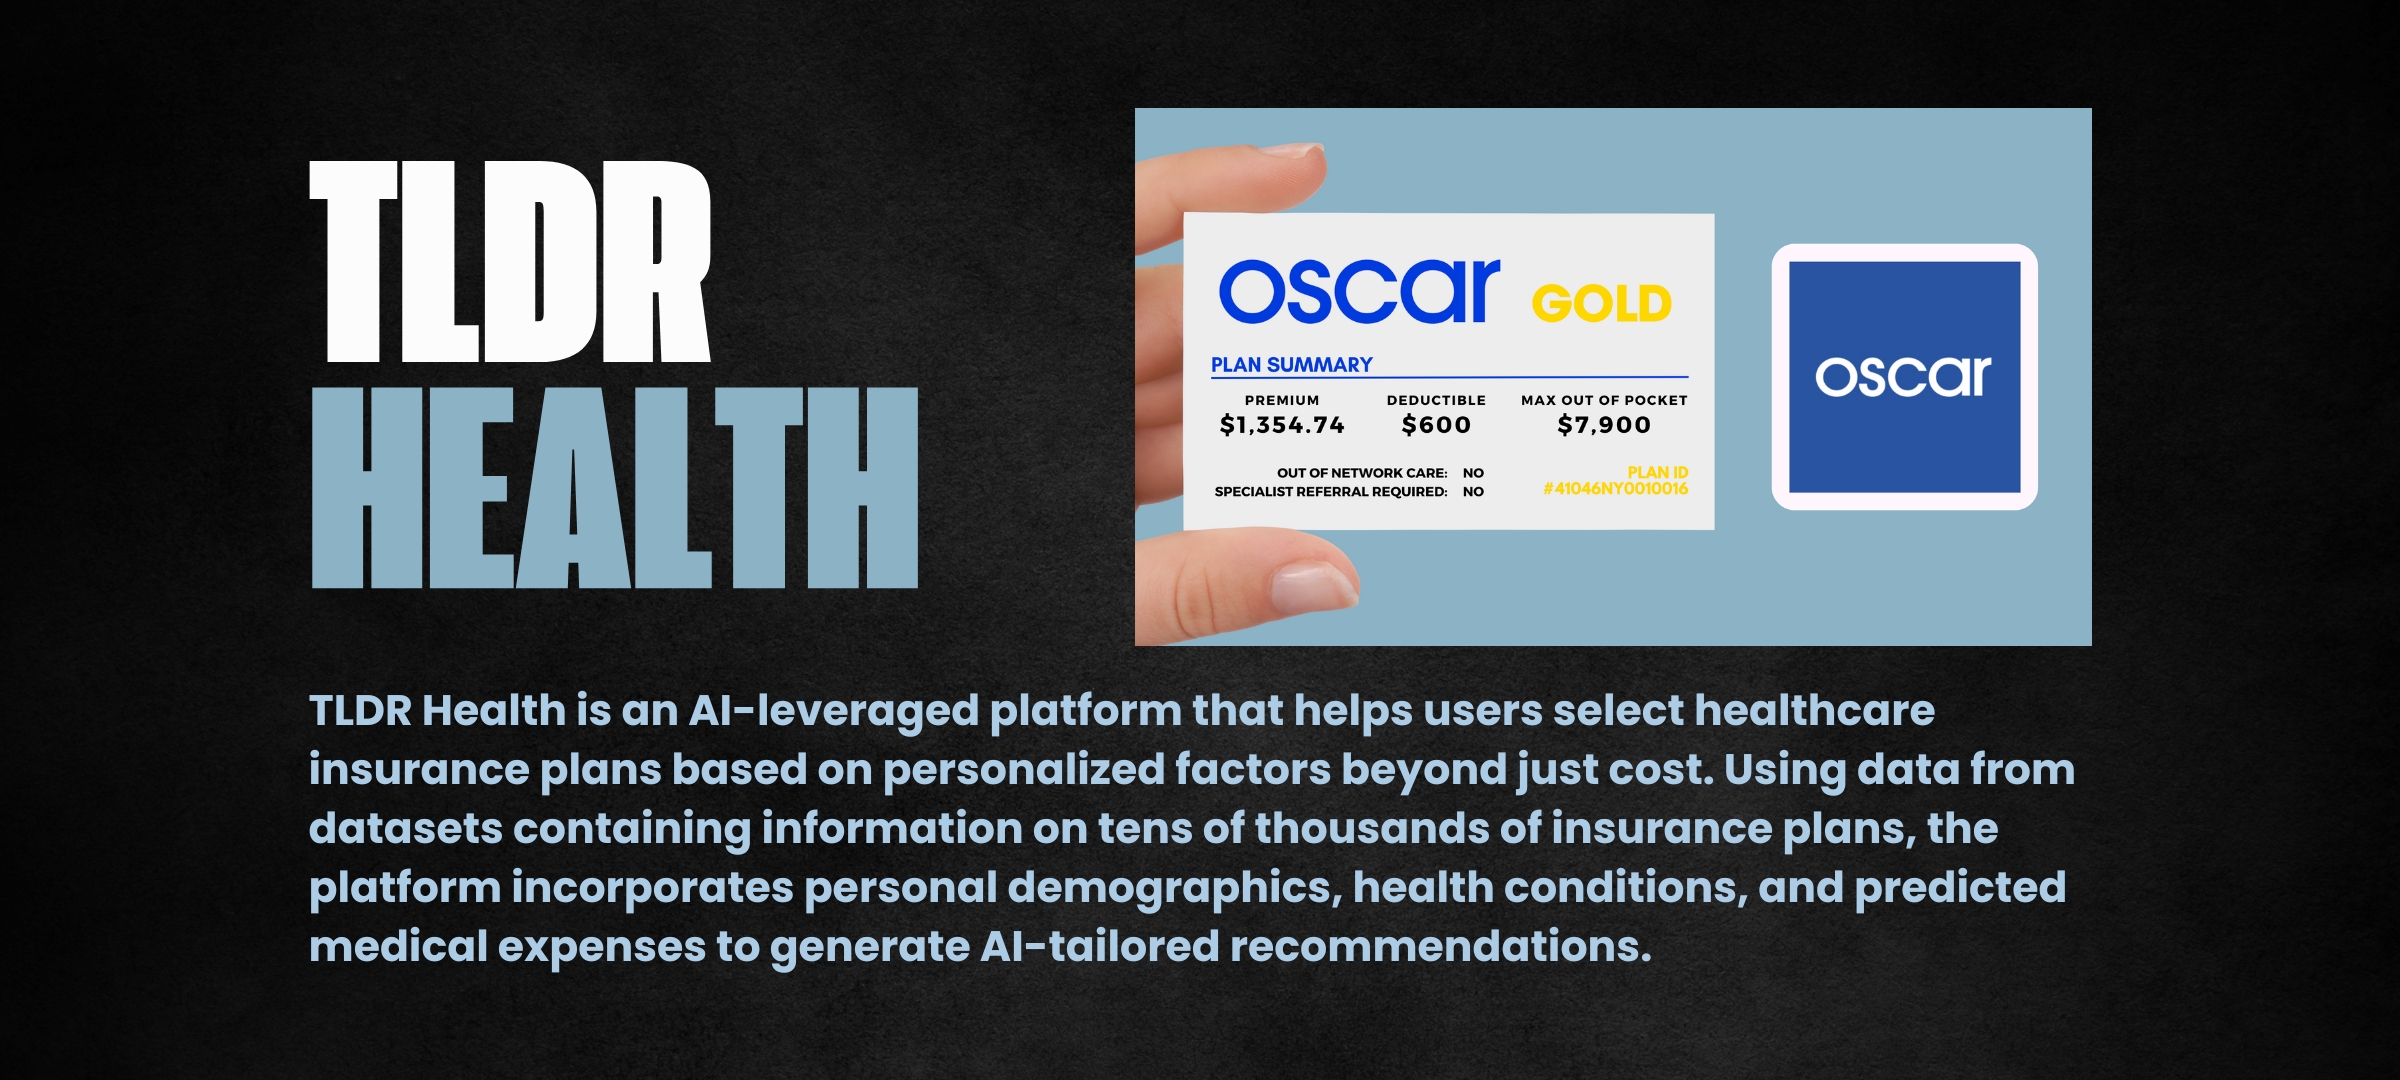 TLDR
HEALTH
oscar GOLD
PLAN SUMMARY
PREMIUM DEDUCTIBLE MAX OUT OF POCKET
$1,354.74 $600 $7,900
OUT OF NETWORK CARE: NO
SPECIALIST REFERRAL REQUIRED: NO
PLAN ID
#41046NY0010016
oscar
TLDR Health is an AI-leveraged platform that helps users select healthcare
insurance plans based on personalized factors beyond just cost. Using data from
datasets containing information on tens of thousands of insurance plans, the
platform incorporates personal demographics, health conditions, and predicted
medical expenses to generate AI-tailored recommendations.